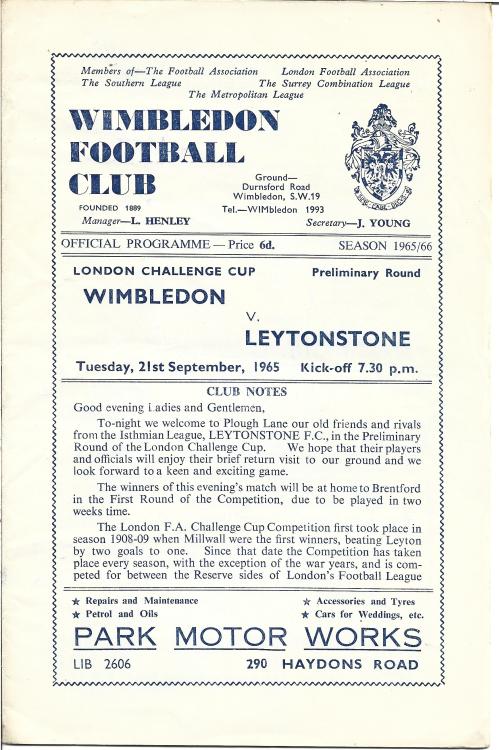 Members of—The Football Association London Football Association
The Southern League The Surrey Combination League
The Metropolitan League
WIMBLEDON
FOOTBALL
CLUB
Ground—
Durnsford Road
Wimbledon, S.W.19
FOUNDED 1889
Tel.—WIMbledon 1993
Manager—L. HENLEY
Secretary—J. YOUNG
OFFICIAL PROGRAMME — Price 6d. SEASON 1965/66
LONDON CHALLENGE CUP Preliminary Round
WIMBLEDON
V.
LEYTONSTONE
Tuesday, 21st September, 1965 Kick-off 7.30 p.m.
CLUB NOTES
Good evening Ladies and Gentlemen,
To-night we welcome to Plough Lane our old friends and rivals
from the Isthmian League, LEYTONSTONE F.C., in the Preliminary
Round of the London Challenge Cup. We hope that their players
and officials will enjoy their brief return visit to our ground and we
look forward to a keen and exciting game.
The winners of this evening's match will be at home to Brentford
in the First Round of the Competition, due to be played in two
weeks time.
The London F.A. Challenge Cup Competition first took place in
season 1908-09 when Millwall were the first winners, beating Leyton
by two goals to one. Since that date the Competition has taken
place every season, with the exception of the war years, and is com-
peted for between the Reserve sides of London's Football League
★ Repairs and Maintenance ★ Accessories and Tyres
★ Petrol and Oils ★ Cars for Weddings, etc.
PARK MOTOR WORKS
LIB 2606 290 HAYDONS ROAD